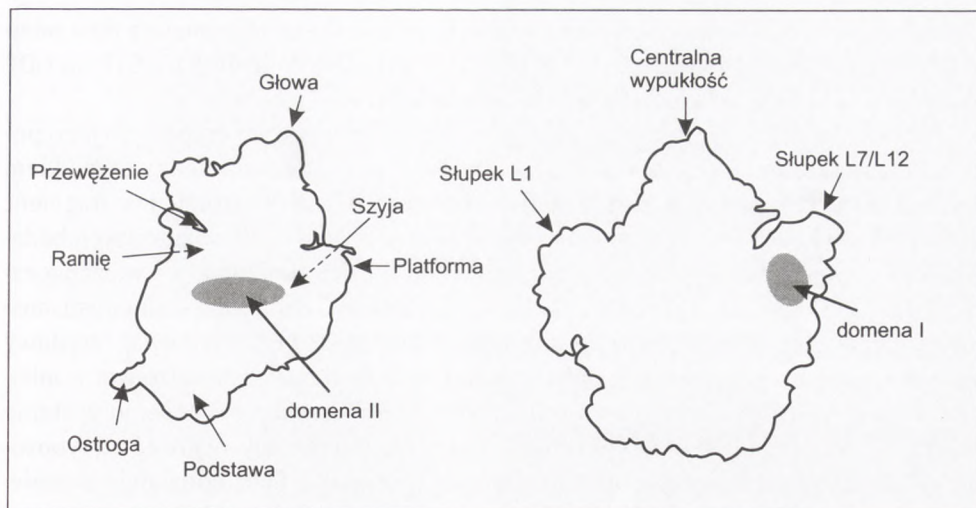 Głowa
Przewężenie
Ramię
Szyja
Platforma
domena II
Ostroga
Podstawa
Centralna
wypukłość
Słupek L1
Słupek L7/L12
domena I